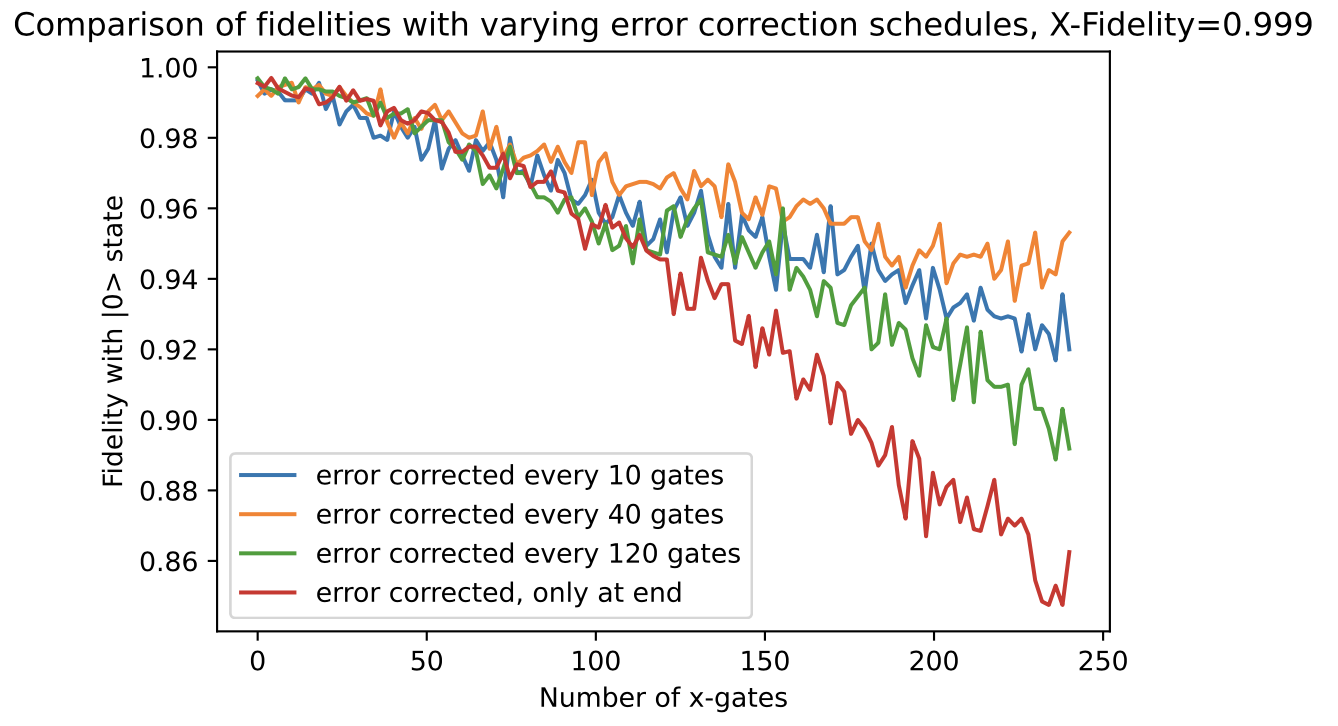 Comparison of fidelities with varying error correction schedules, X-Fidelity=0.999
Fidelity with |0> state
1.00
0.98
0.96
0.94
0.92
0.90
0.88
0.86
error corrected every 10 gates
error corrected every 40 gates
error corrected every 120 gates
error corrected, only at end
0
50
100
150
200
250
Number of x-gates